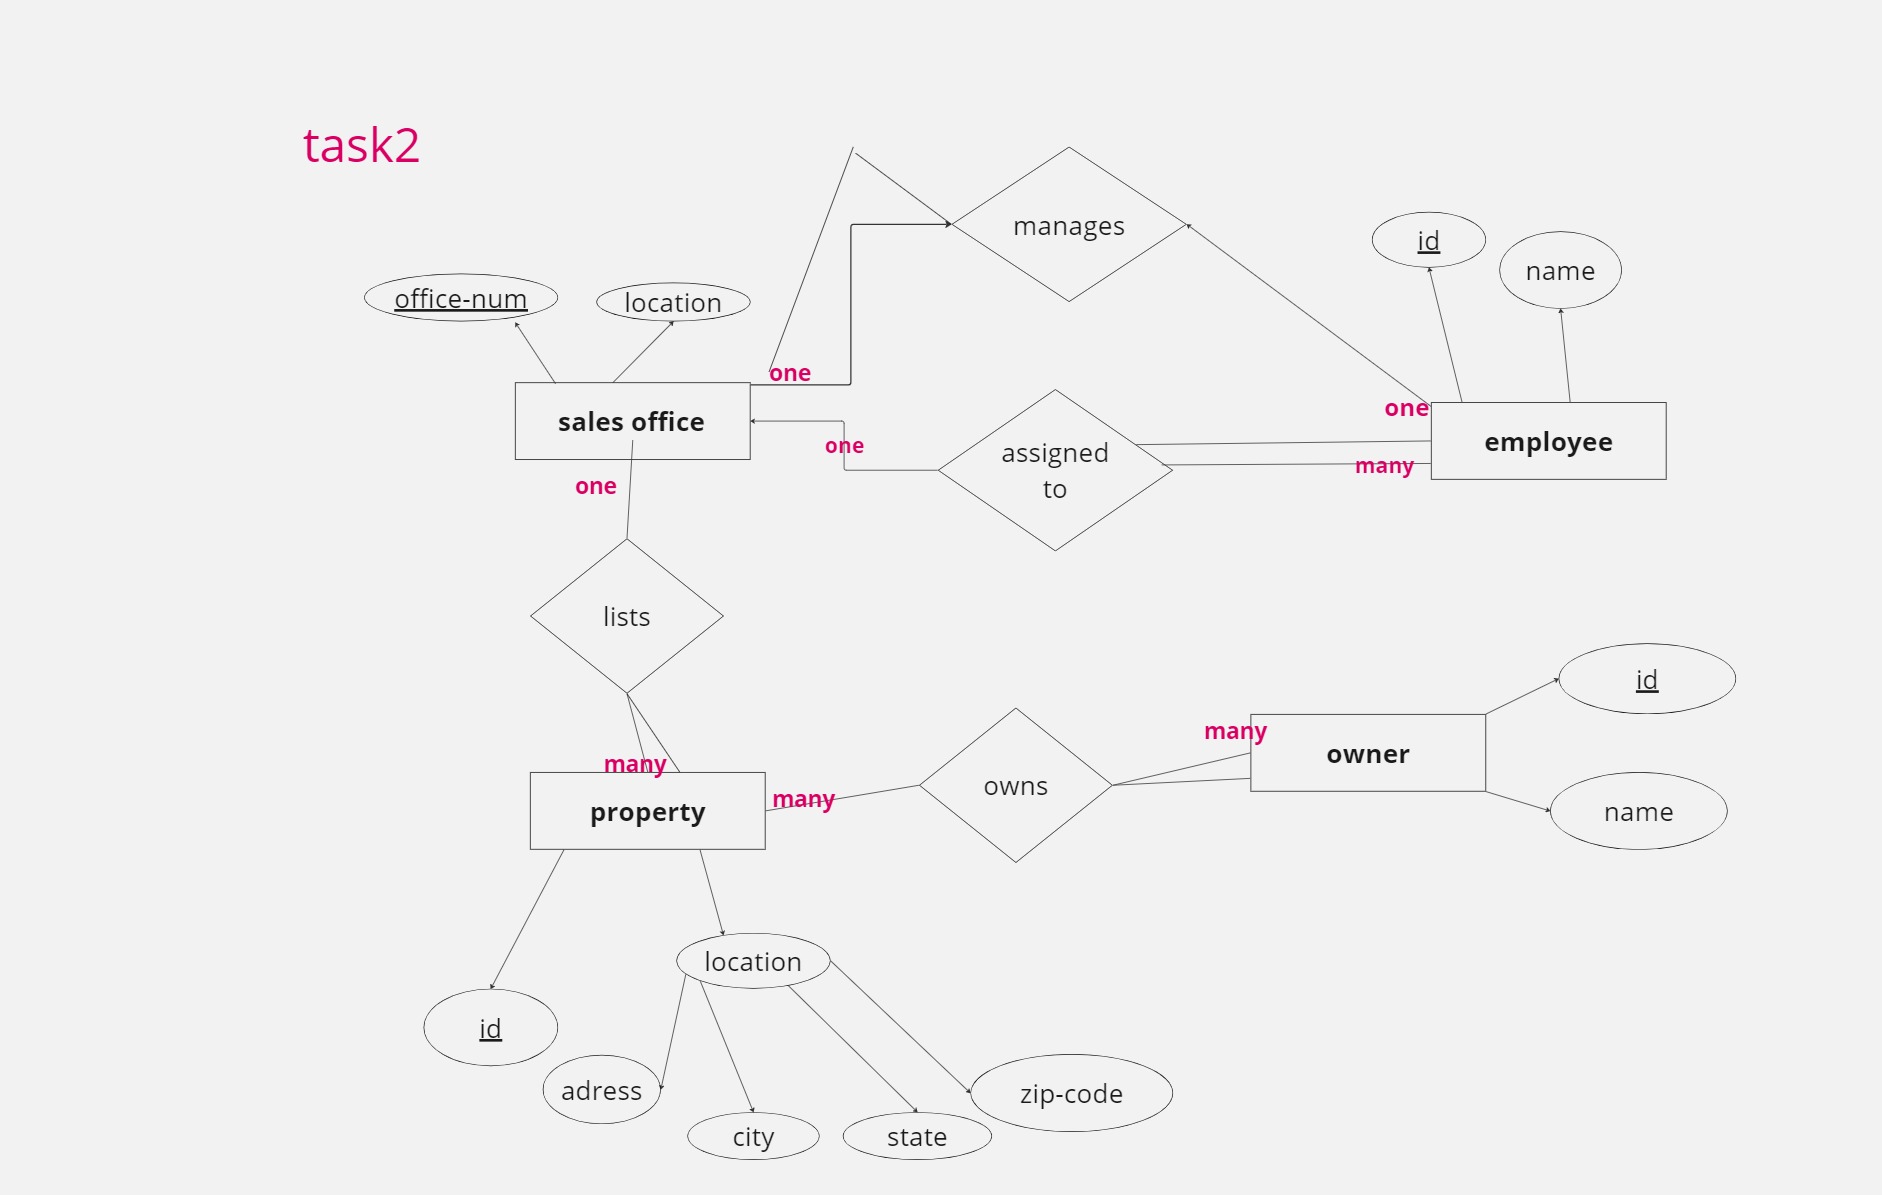 task2
manages
id
name
office-num
location
one
one
sales office
employee
one
assigned
to
many
one
lists
id
many
owner
many
property
many
owns
name
location
id
adress
zip-code
city
state